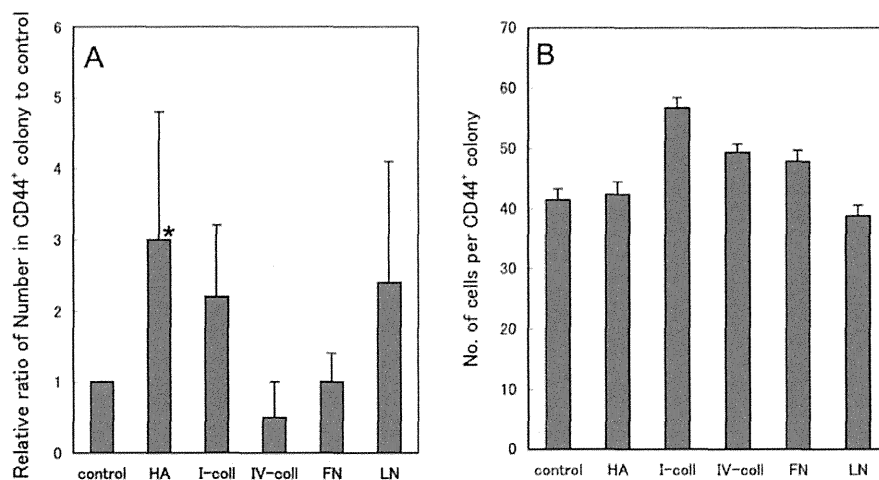 A
Relative ratio of Number in CD44⁺ colony to control
6
5
4
3
2
1
0
*
control HA I-coll IV-coll FN LN
B
No. of cells per CD44⁺ colony
70
60
50
40
30
20
10
0
control HA I-coll IV-coll FN LN